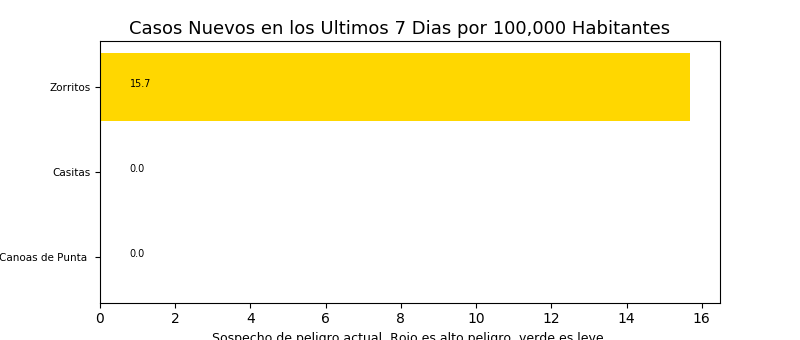 Casos Nuevos en los Ultimos 7 Dias por 100,000 Habitantes
Zorritos
15.7
Casitas
0.0
Canoas de Punta
0.0
0 2 4 6 8 10 12 14 16
Sospecho de peligro actual. Rojo es alto peligro, verde es leve